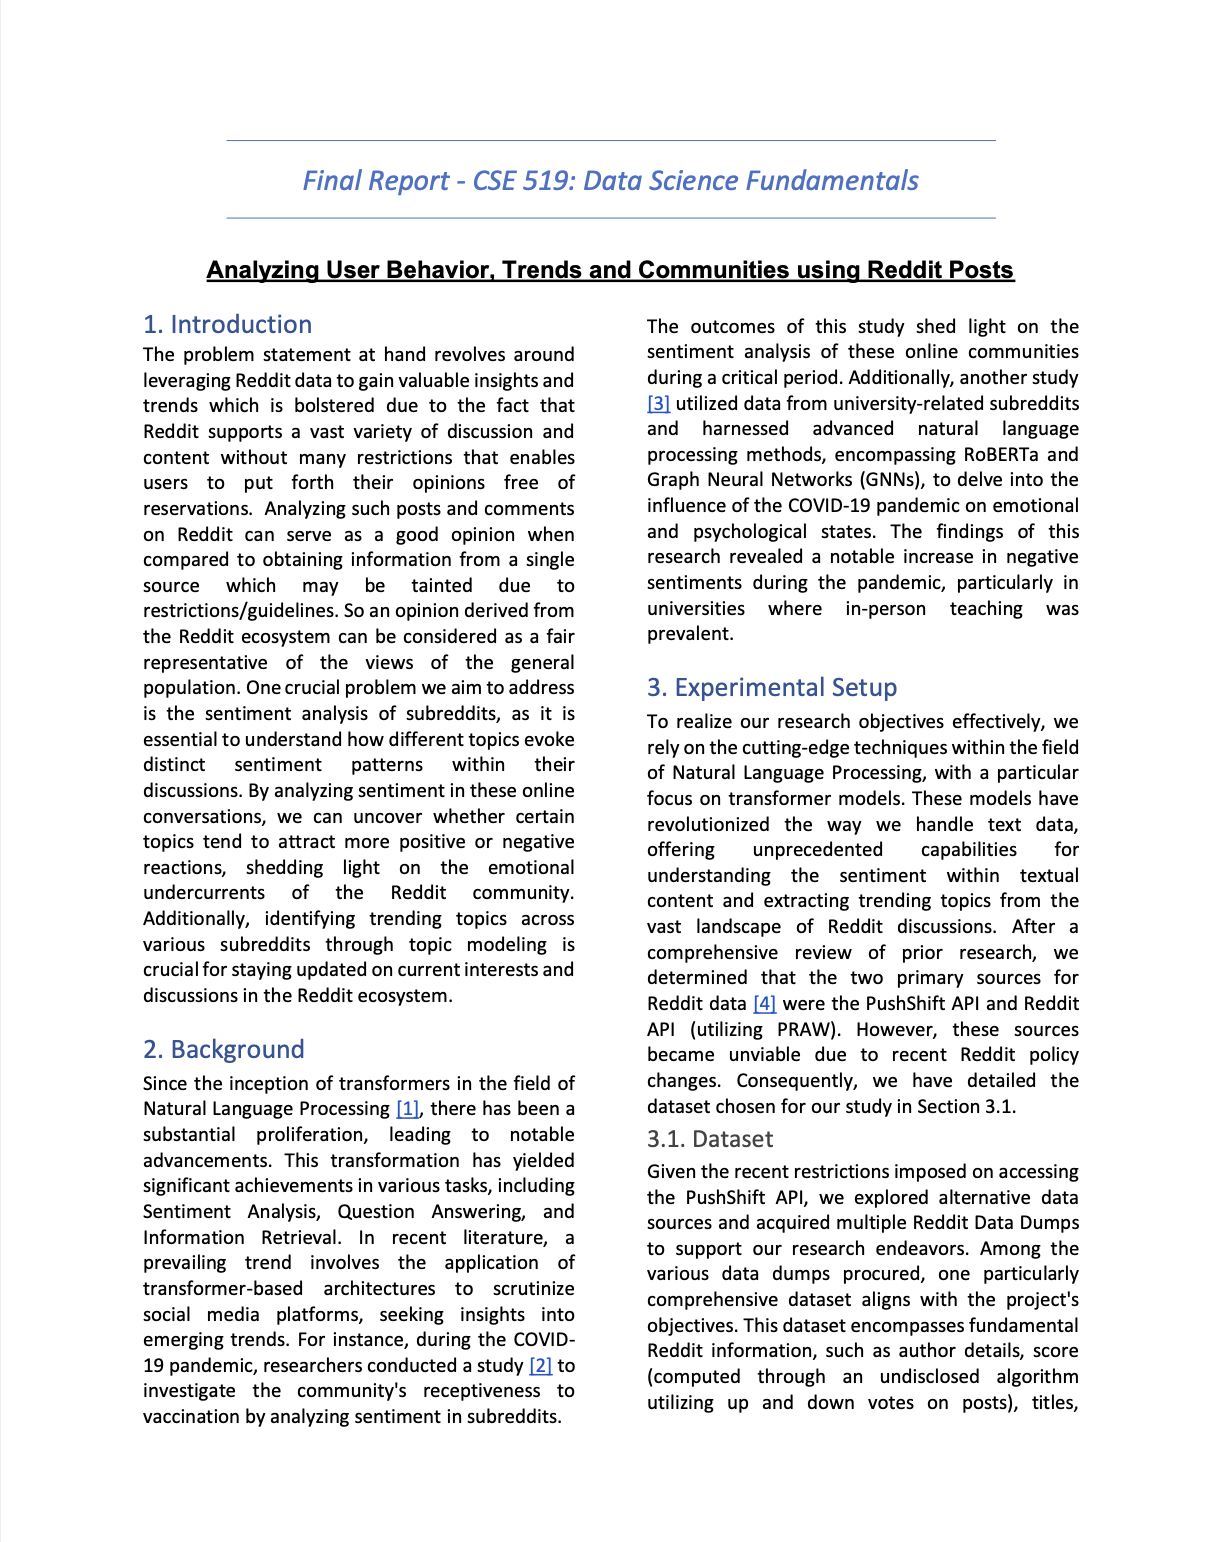 Final Report - CSE 519: Data Science Fundamentals
Analyzing User Behavior, Trends and Communities using Reddit Posts
1. Introduction
The problem statement at hand revolves around
leveraging Reddit data to gain valuable insights and
trends which is bolstered due to the fact that
Reddit supports a vast variety of discussion and
content without many restrictions that enables
users to put forth their opinions free of
reservations. Analyzing such posts and comments
on Reddit can serve as a good opinion when
compared to obtaining information from a single
source which may be tainted due to
restrictions/guidelines. So an opinion derived from
the Reddit ecosystem can be considered as a fair
representative of the views of the general
population. One crucial problem we aim to address
is the sentiment analysis of subreddits, as it is
essential to understand how different topics evoke
distinct sentiment patterns within their
discussions. By analyzing sentiment in these online
conversations, we can uncover whether certain
topics tend to attract more positive or negative
reactions, shedding light on the emotional
undercurrents of the Reddit community.
Additionally, identifying trending topics across
various subreddits through topic modeling is
crucial for staying updated on current interests and
discussions in the Reddit ecosystem.
2. Background
Since the inception of transformers in the field of
Natural Language Processing [1], there has been a
substantial proliferation, leading to notable
advancements. This transformation has yielded
significant achievements in various tasks, including
Sentiment Analysis, Question Answering, and
Information Retrieval. In recent literature, a
prevailing trend involves the application of
transformer-based architectures to scrutinize
social media platforms, seeking insights into
emerging trends. For instance, during the COVID-
19 pandemic, researchers conducted a study [2] to
investigate the community's receptiveness to
vaccination by analyzing sentiment in subreddits.
The outcomes of this study shed light on the
sentiment analysis of these online communities
during a critical period. Additionally, another study
[3] utilized data from university-related subreddits
and harnessed advanced natural language
processing methods, encompassing RoBERTa and
Graph Neural Networks (GNNs), to delve into the
influence of the COVID-19 pandemic on emotional
and psychological states. The findings of this
research revealed a notable increase in negative
sentiments during the pandemic, particularly in
universities where in-person teaching was
prevalent.
3. Experimental Setup
To realize our research objectives effectively, we
rely on the cutting-edge techniques within the field
of Natural Language Processing, with a particular
focus on transformer models. These models have
revolutionized the way we handle text data,
offering unprecedented capabilities for
understanding the sentiment within textual
content and extracting trending topics from the
vast landscape of Reddit discussions. After a
comprehensive review of prior research, we
determined that the two primary sources for
Reddit data [4] were the PushShift API and Reddit
API (utilizing PRAW). However, these sources
became unviable due to recent Reddit policy
changes. Consequently, we have detailed the
dataset chosen for our study in Section 3.1.
3.1. Dataset
Given the recent restrictions imposed on accessing
the PushShift API, we explored alternative data
sources and acquired multiple Reddit Data Dumps
to support our research endeavors. Among the
various data dumps procured, one particularly
comprehensive dataset aligns with the project's
objectives. This dataset encompasses fundamental
Reddit information, such as author details, score
(computed through an undisclosed algorithm
utilizing up and down votes on posts), titles,